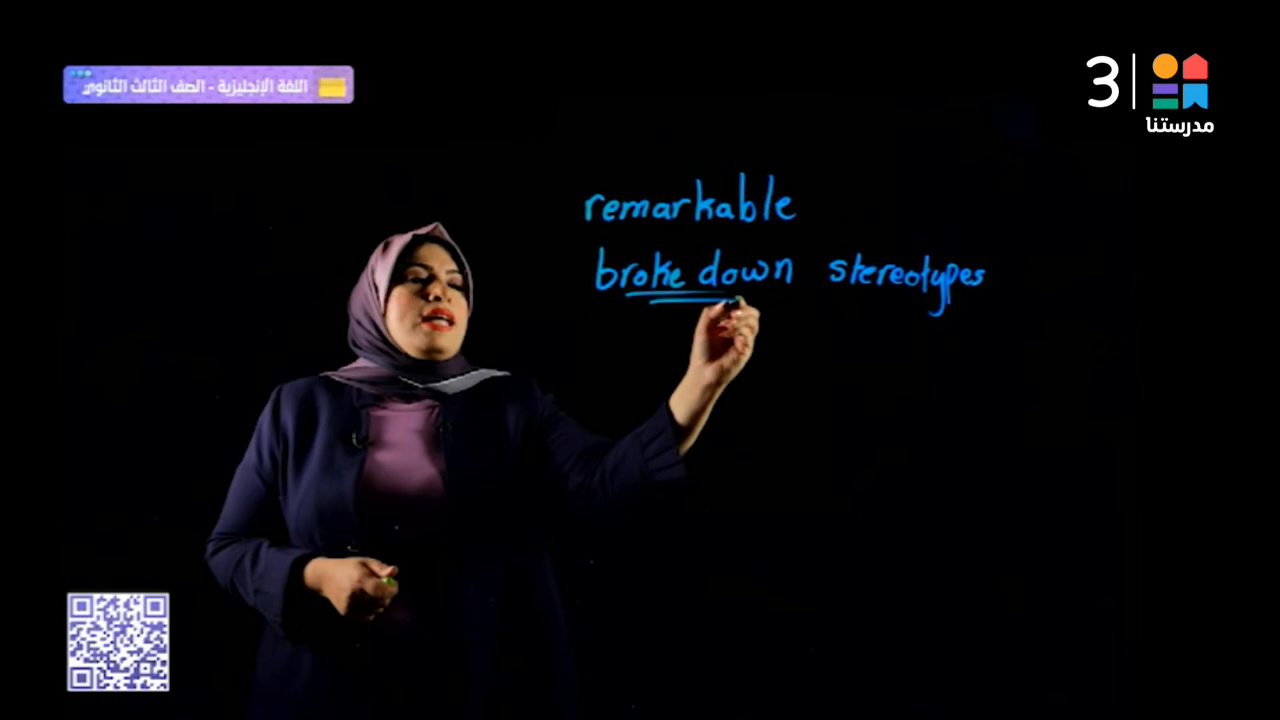 اللغة الإنجليزية - الصف الثالث الثانوي
3
مدرستنا
remarkable
broke down stereotypes